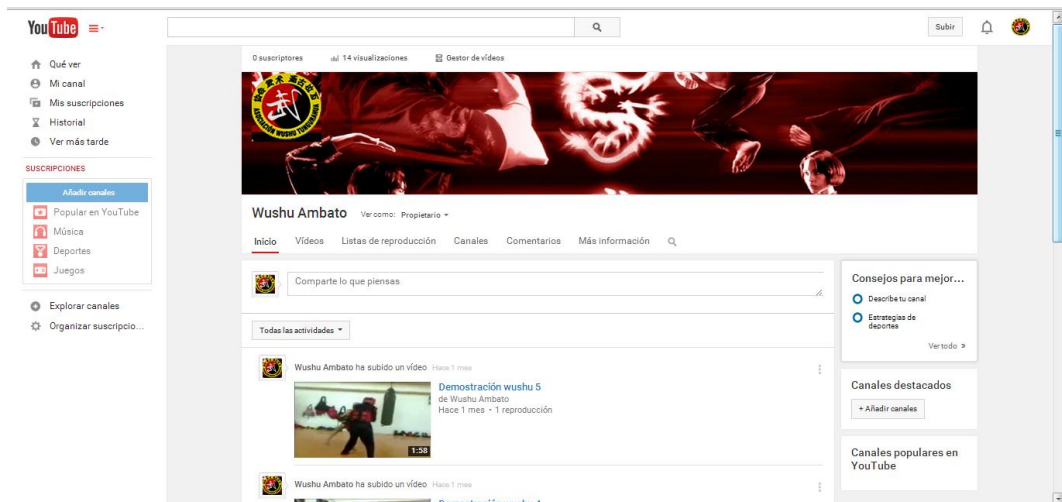 YouTube
Subir
Qué ver
Mi canal
Mis suscripciones
Historial
Ver más tarde
SUSCRIPCIONES
Añadir canales
Popular en YouTube
Música
Deportes
Juegos
Explorar canales
Organizar suscripcio...
0 suscriptores
14 visualizaciones
Gestor de vídeos
ASOCIACIÓN WUSHU TUNGURAHUA
武
Wushu Ambato
Ver como: Propietario
Inicio
Vídeos
Listas de reproducción
Canales
Comentarios
Más información
Comparte lo que piensas
Todas las actividades
Wushu Ambato ha subido un vídeo Hace 1 mes
Demostración wushu 5
de Wushu Ambato
Hace 1 mes • 1 reproducción
1:58
Wushu Ambato ha subido un vídeo Hace 1 mes
Consejos para mejor...
Describe tu canal
Estrategias de
deportes
Ver todo »
Canales destacados
+ Añadir canales
Canales populares en
YouTube